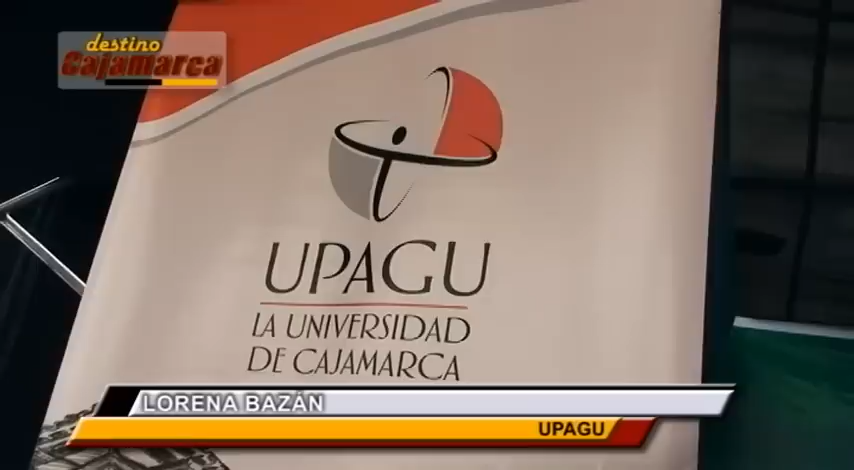 destino
Cajamarca
UPAGU
LA UNIVERSIDAD
DE CAJAMARCA
LORENA BAZÁN
UPAGU